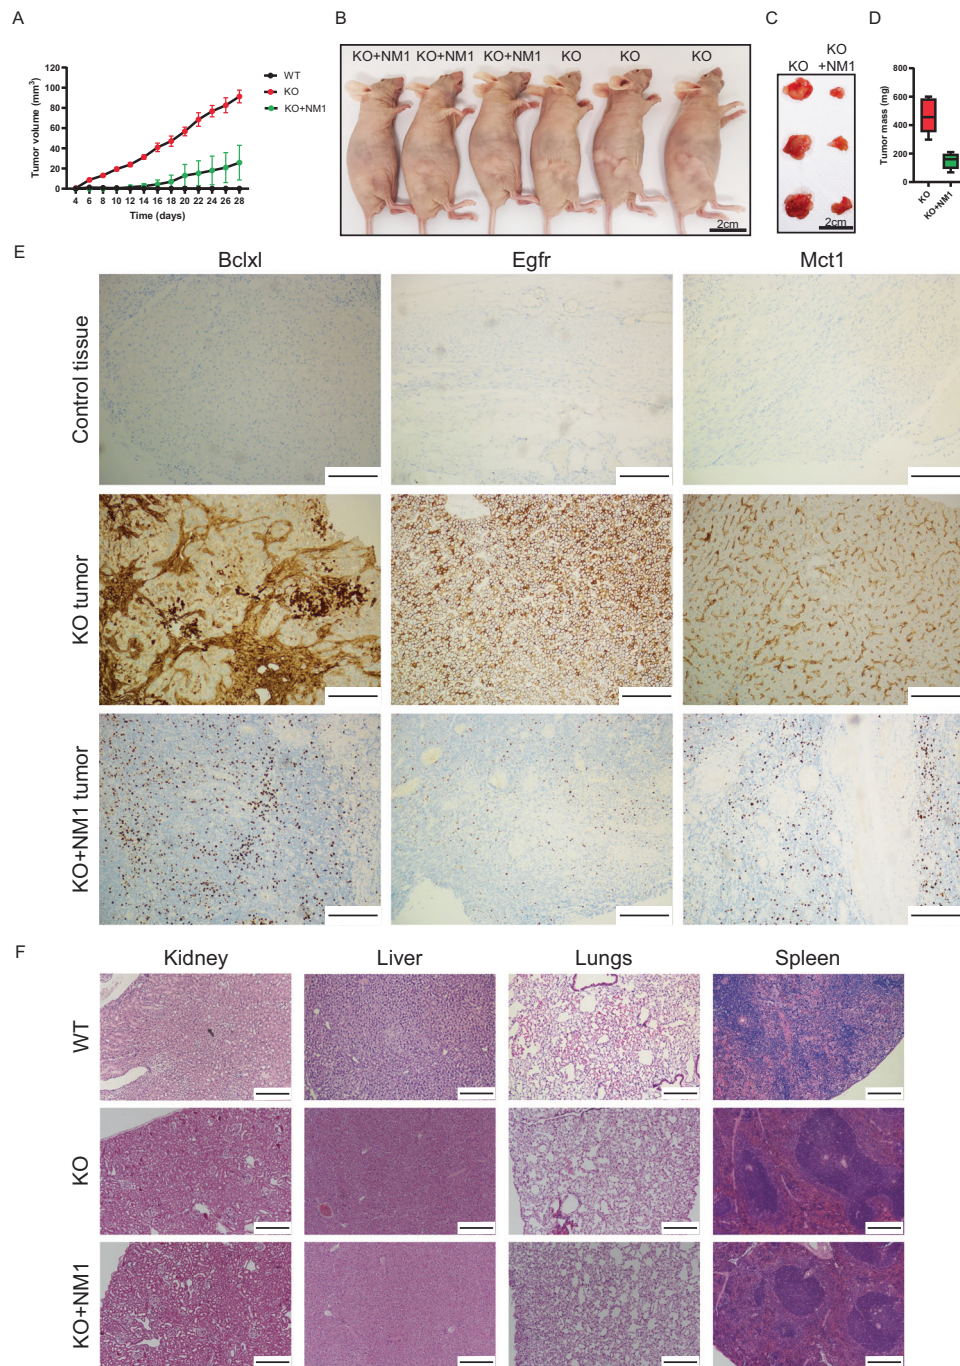 A
Tumor volume (mm³)
120
100
80
60
40
20
0
4 6 8 10 12 14 16 18 20 22 24 26 28
Time (days)
WT
KO
KO+NM1
B
KO+NM1 KO+NM1 KO+NM1 KO KO KO
2cm
C
KO
KO
+NM1
2cm
D
Tumor mass (mg)
800
600
400
200
0
KO
KO+NM1
E
Bclxl Egfr Mct1
Control tissue
KO tumor
KO+NM1 tumor
F
Kidney Liver Lungs Spleen
WT
KO
KO+NM1